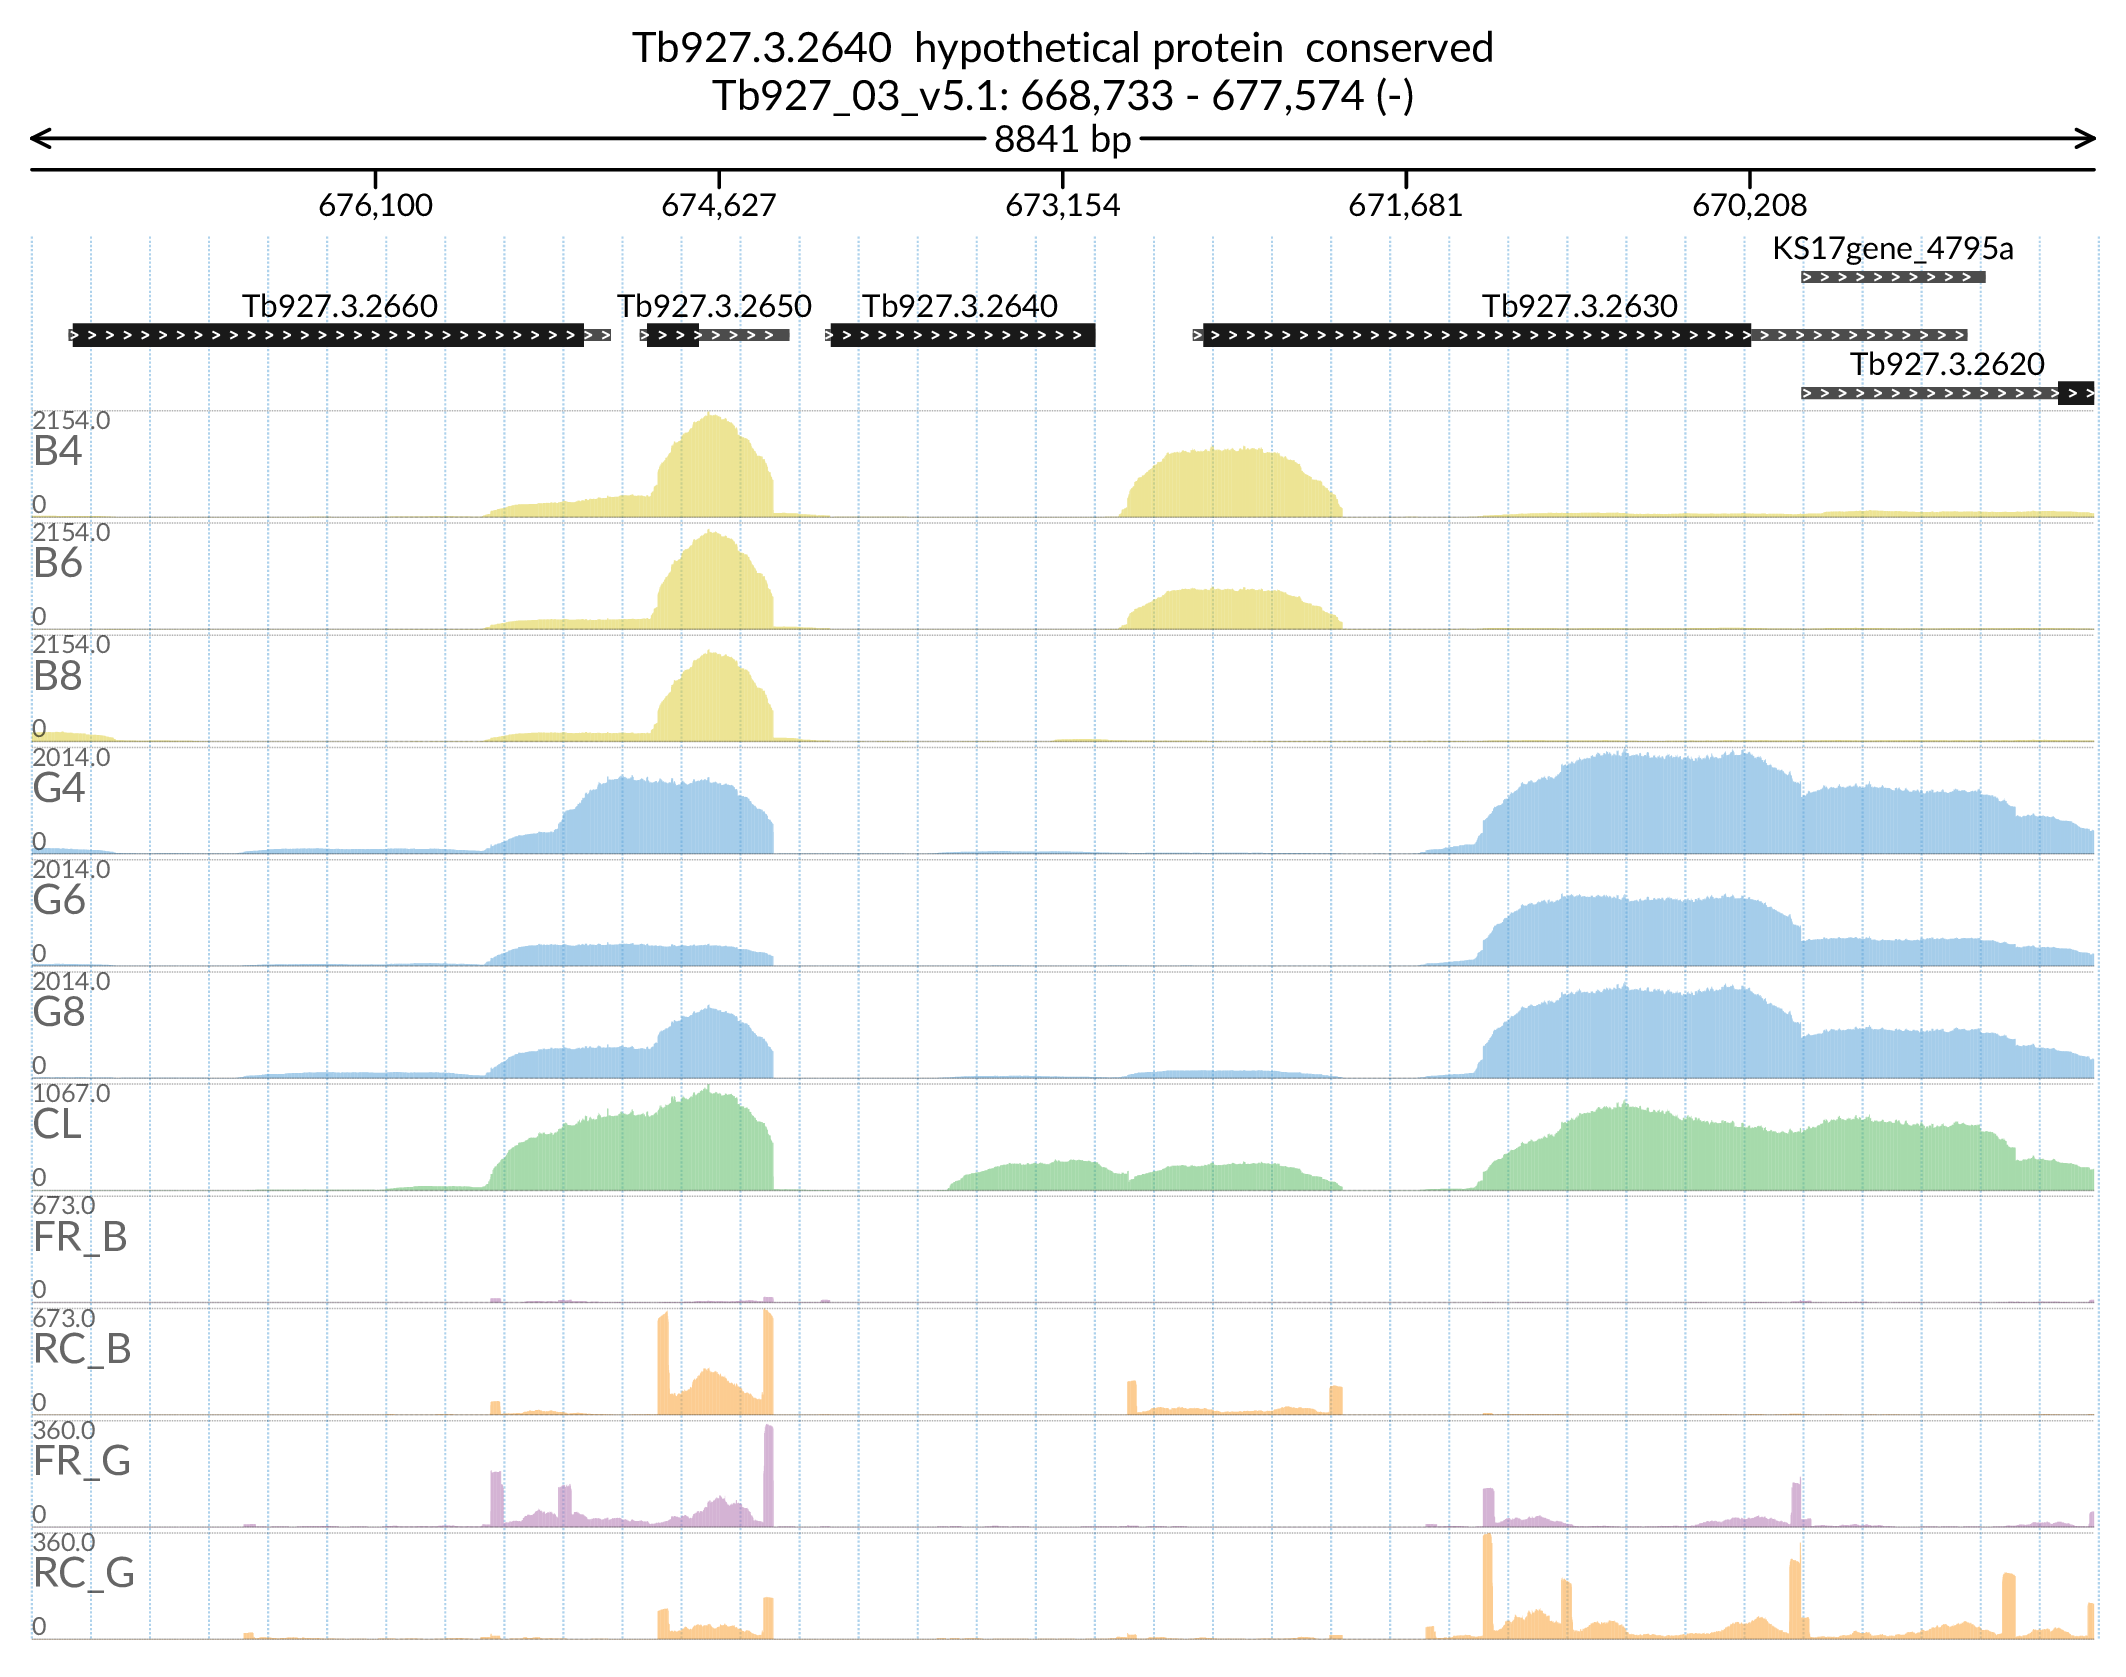 Tb927.3.2640  hypothetical protein  conserved
Tb927_03_v5.1: 668,733 - 677,574 (-)
8841 bp
676,100 674,627 673,154 671,681 670,208
KS17gene_4795a
Tb927.3.2660 Tb927.3.2650 Tb927.3.2640 Tb927.3.2630
Tb927.3.2620
2154.0
B4
0
2154.0
B6
0
2154.0
B8
0
2014.0
G4
0
2014.0
G6
0
2014.0
G8
0
1067.0
CL
0
673.0
FR_B
0
673.0
RC_B
0
360.0
FR_G
0
360.0
RC_G
0